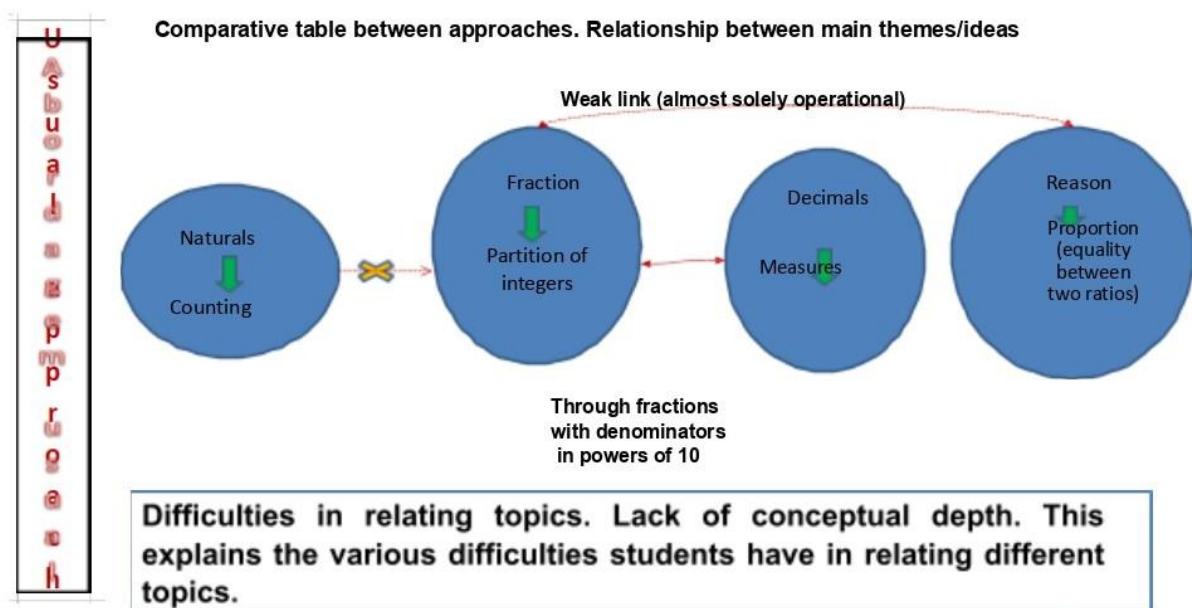 Comparative table between approaches. Relationship between main themes/ideas
Usual approach
Weak link (almost solely operational)
Naturals
Counting
Fraction
Partition of
integers
Decimals
Measures
Reason
Proportion
(equality
between
two ratios)
Through fractions
with denominators
in powers of 10
Difficulties in relating topics. Lack of conceptual depth. This
explains the various difficulties students have in relating different
topics.